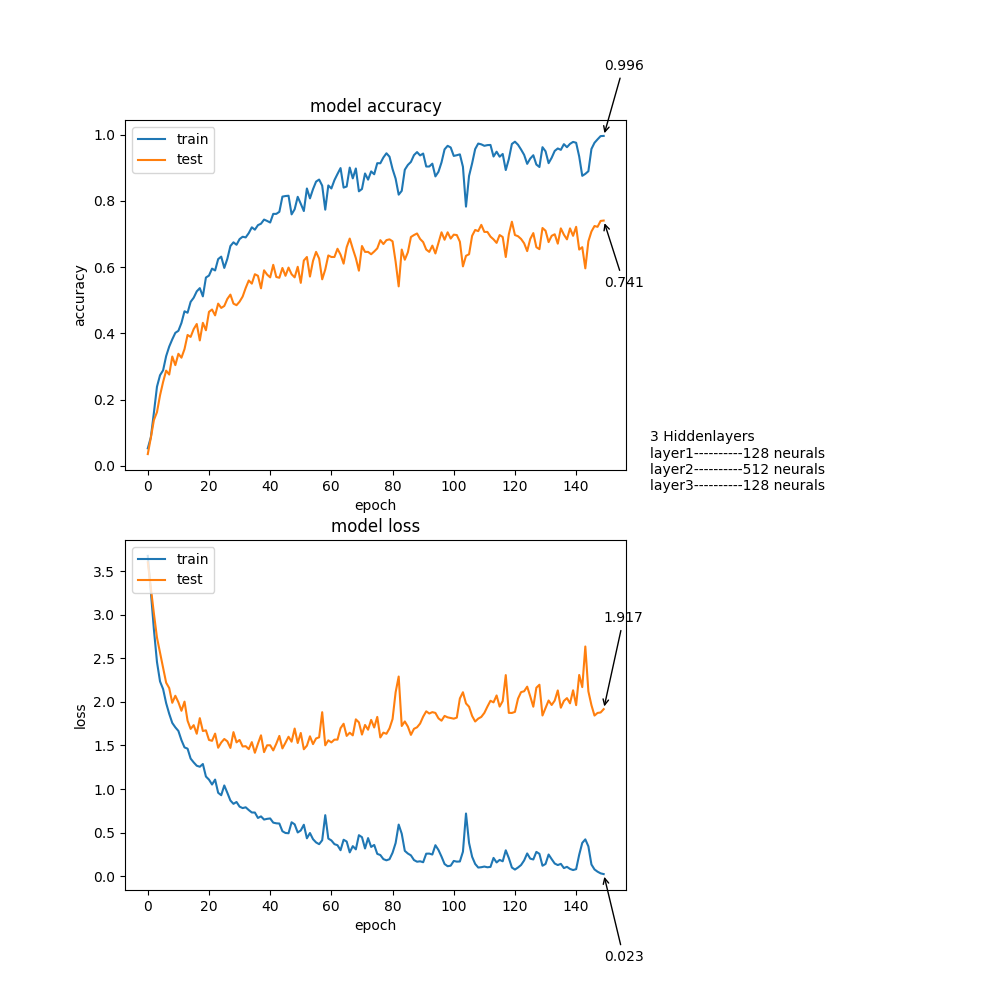 0.996
model accuracy
train
test
1.0
0.8
0.6
0.4
0.2
0.0
accuracy
0.741
0 20 40 60 80 100 120 140
epoch
3 Hiddenlayers
layer1----------128 neurals
layer2----------512 neurals
layer3----------128 neurals
model loss
train
test
3.5
3.0
2.5
2.0
1.5
1.0
0.5
0.0
loss
1.917
0 20 40 60 80 100 120 140
epoch
0.023